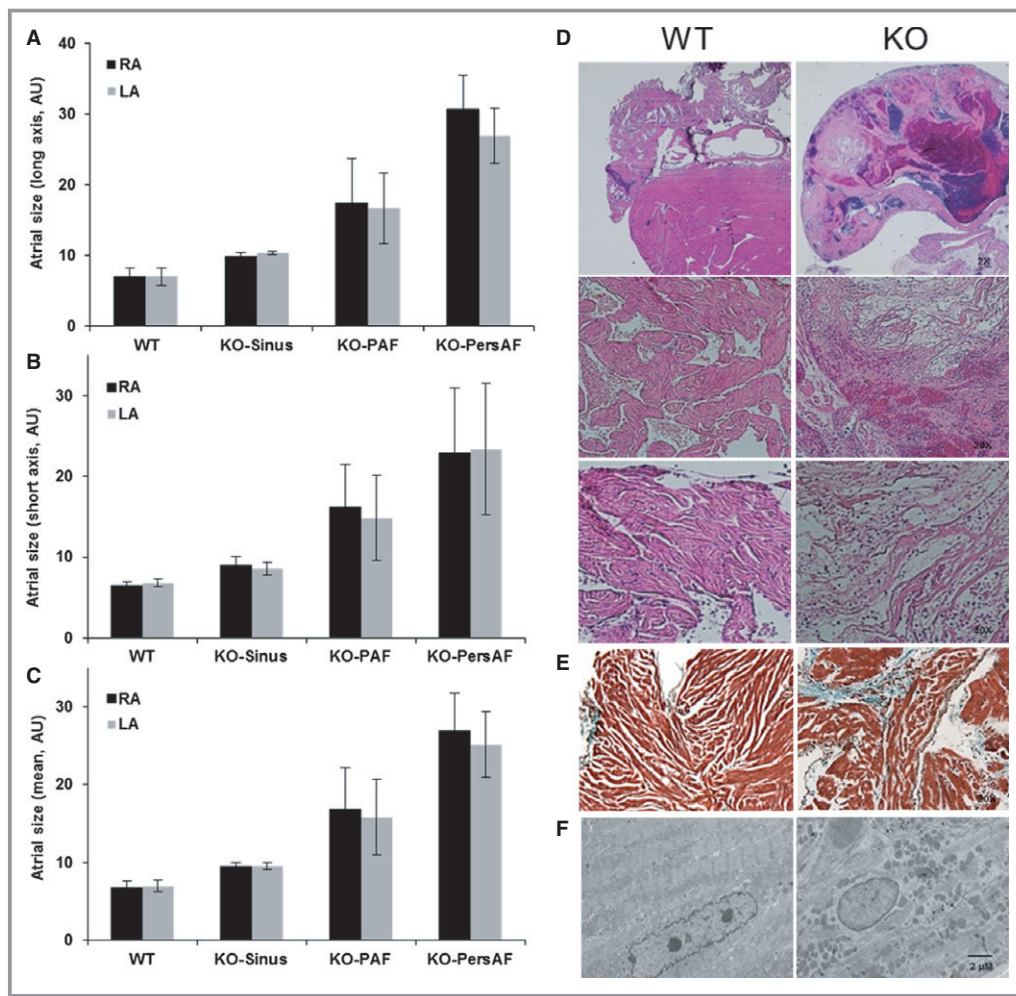 A
Atrial size (long axis, AU)
40
30
20
10
0
RA
LA
WT KO-Sinus KO-PAF KO-PersAF
B
Atrial size (short axis, AU)
30
20
10
0
RA
LA
WT KO-Sinus KO-PAF KO-PersAF
C
Atrial size (mean, AU)
30
20
10
0
RA
LA
WT KO-Sinus KO-PAF KO-PersAF
D
WT KO
2X
20X
40X
E
20X
F
2 µM